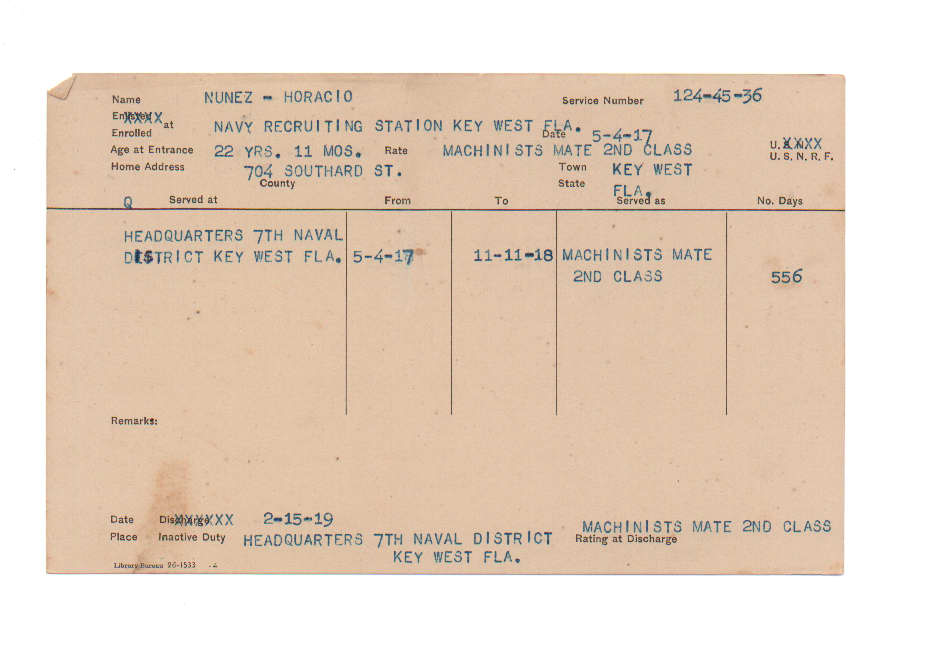 Name NUNEZ - HORACIO Service Number 124-45-36
Enlisted XXXX
Enrolled at NAVY RECRUITING STATION KEY WEST FLA. Date 5-4-17
Age at Entrance 22 YRS. 11 MOS. Rate MACHINISTS MATE 2ND CLASS U. S. N. XXXX
U. S. N. R. F.
Home Address 704 SOUTHARD ST. Town KEY WEST
County State FLA.
Q Served at From To Served as No. Days
HEADQUARTERS 7TH NAVAL
DISTRICT KEY WEST FLA. 5-4-17 11-11-18 MACHINISTS MATE
2ND CLASS 556
Remarks:
Date Discharge XXXXXX 2-15-19 MACHINISTS MATE 2ND CLASS
Place Inactive Duty HEADQUARTERS 7TH NAVAL DISTRICT Rating at Discharge
KEY WEST FLA.
Library Bureau 26-1533